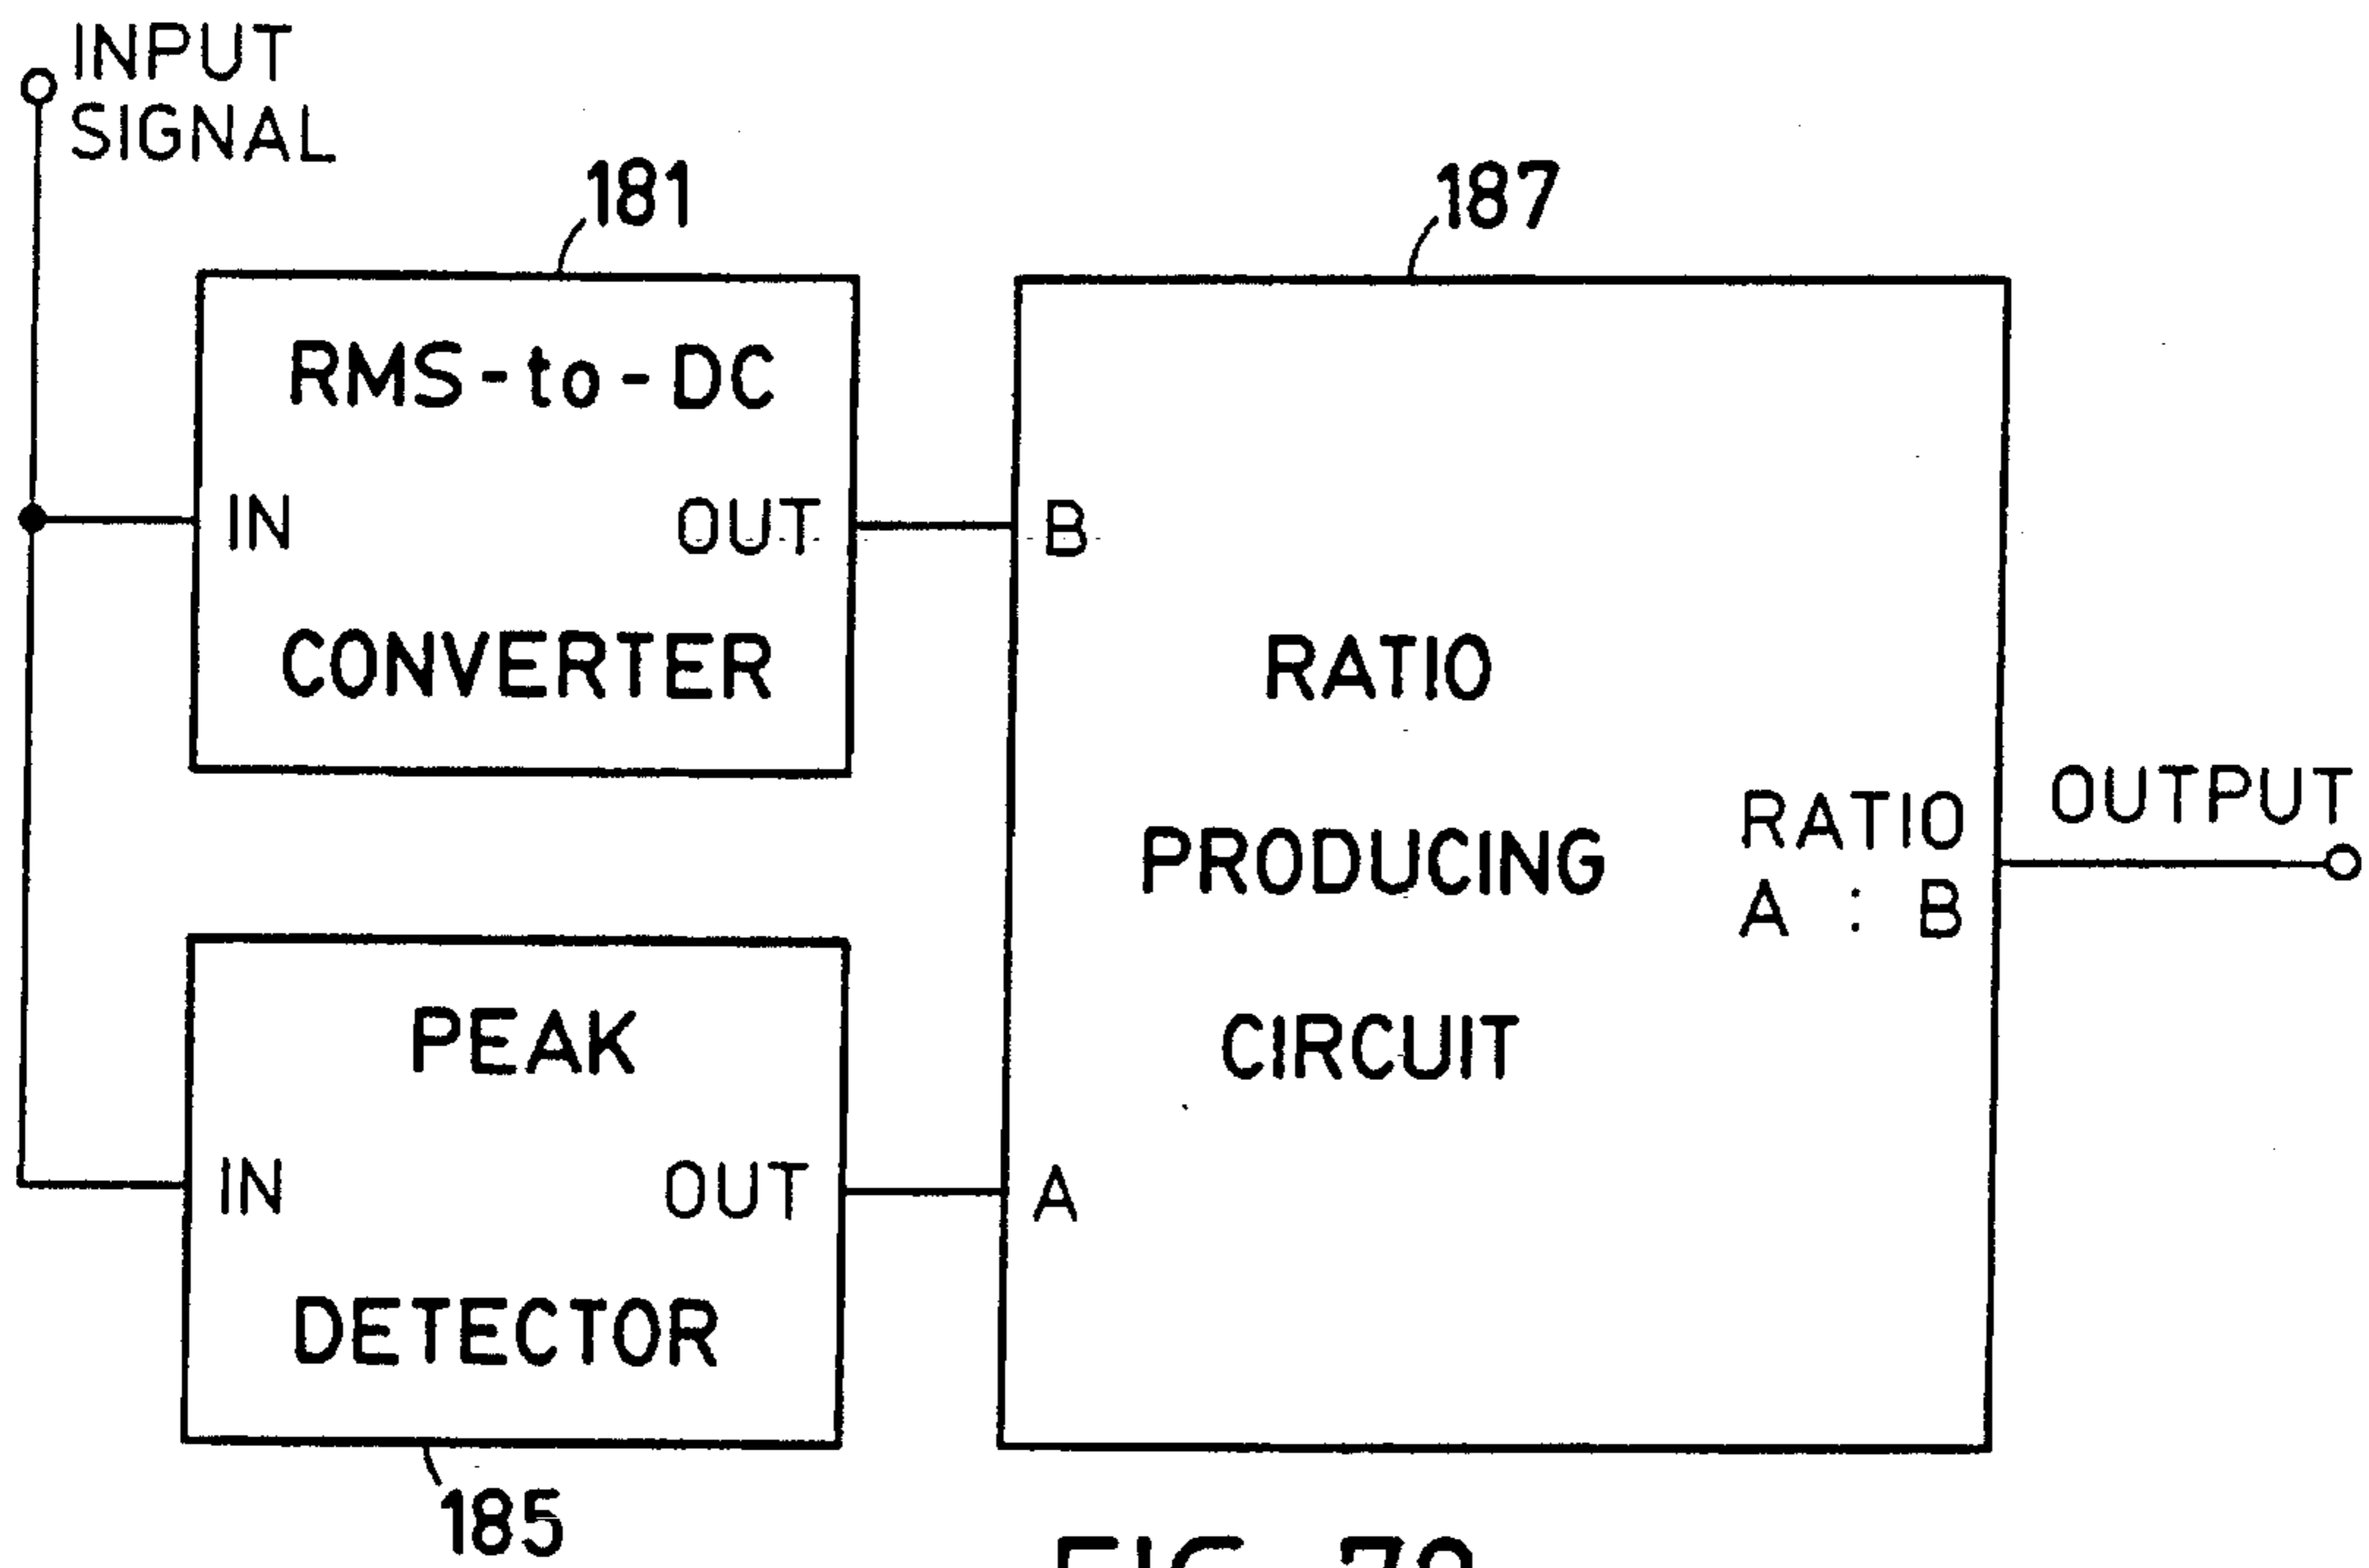 INPUT
SIGNAL
181
187
RMS-to-DC
IN
OUT
CONVERTER
B
RATIO
PRODUCING
CIRCUIT
RATIO
A : B
OUTPUT
PEAK
IN
OUT
DETECTOR
A
185